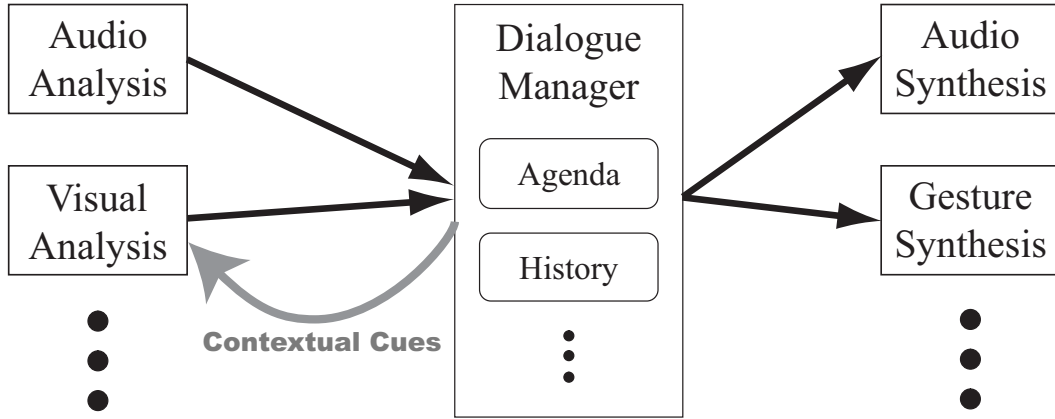 Audio
Analysis
Visual
Analysis
Contextual Cues
Dialogue
Manager
Agenda
History
Audio
Synthesis
Gesture
Synthesis